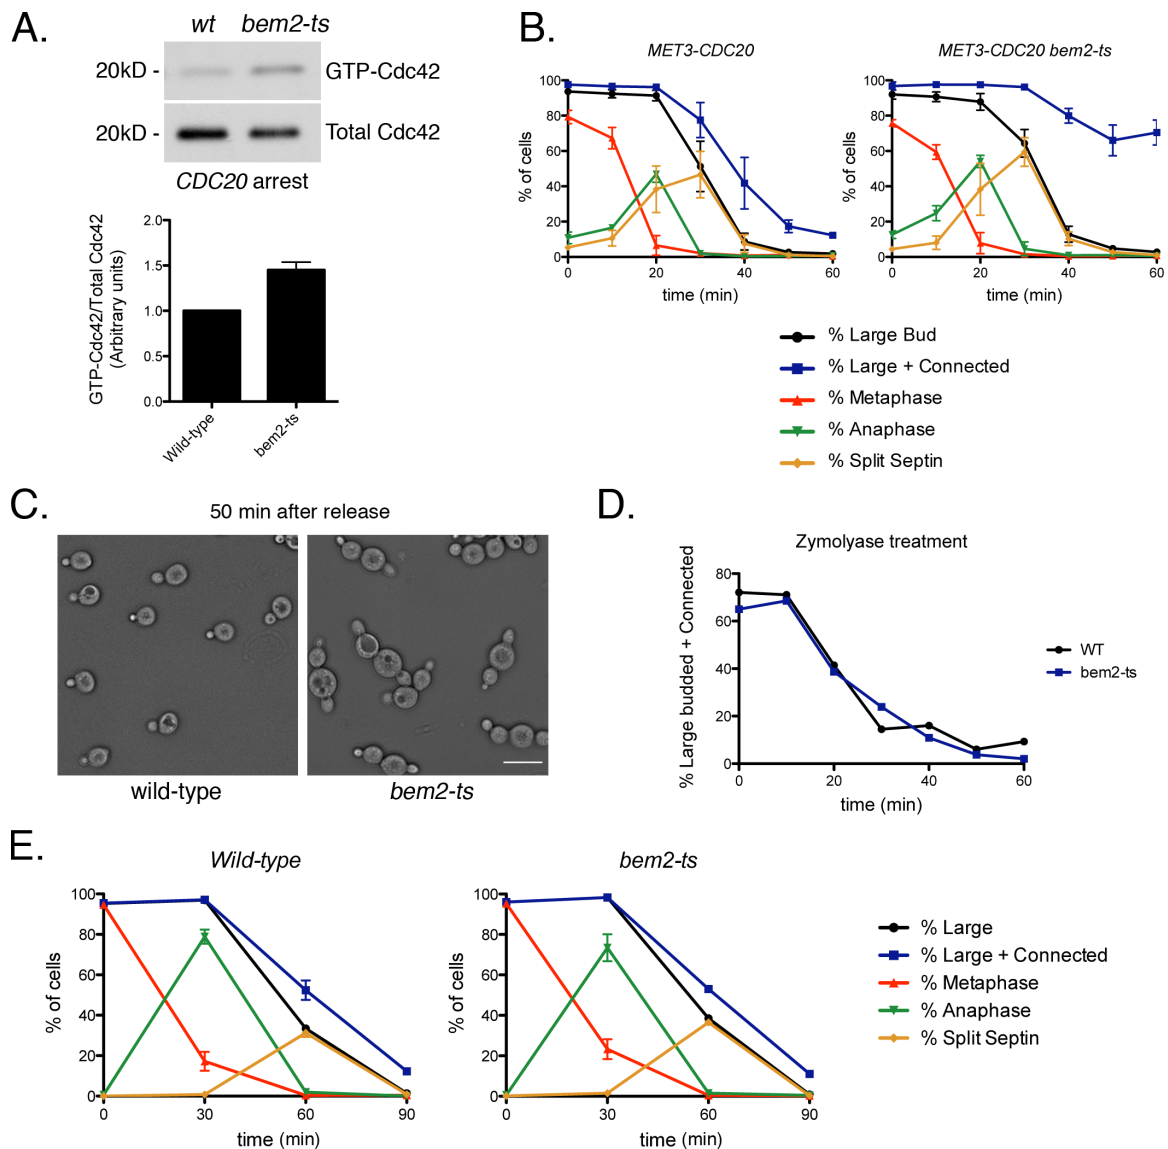 A.
wt bem2-ts
20kD - GTP-Cdc42
20kD - Total Cdc42
CDC20 arrest
GTP-Cdc42/Total Cdc42
(Arbitrary units)
2.0
1.5
1.0
0.5
0.0
Wild-type
bem2-ts
B.
MET3-CDC20
% of cells
100
80
60
40
20
0
0 20 40 60
time (min)
MET3-CDC20 bem2-ts
% of cells
100
80
60
40
20
0
0 20 40 60
time (min)
% Large Bud
% Large + Connected
% Metaphase
% Anaphase
% Split Septin
C.
50 min after release
wild-type
bem2-ts
D.
Zymolyase treatment
% Large budded + Connected
80
60
40
20
0
0 20 40 60
time (min)
WT
bem2-ts
E.
Wild-type
% of cells
100
80
60
40
20
0
0 30 60 90
time (min)
bem2-ts
% of cells
100
80
60
40
20
0
0 30 60 90
time (min)
% Large
% Large + Connected
% Metaphase
% Anaphase
% Split Septin